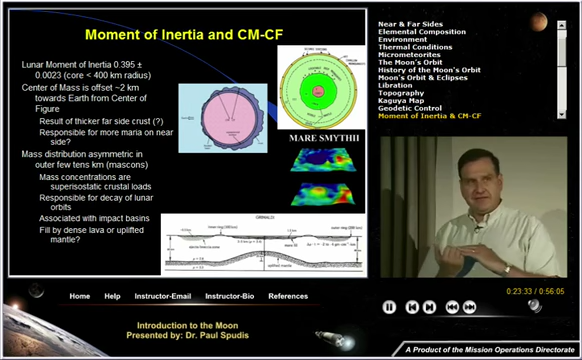 Moment of Inertia and CM-CF
Lunar Moment of Inertia 0.395 ±
0.0023 (core < 400 km radius)
Center of Mass is offset ~2 km
towards Earth from Center of
Figure
Result of thicker far side crust (?)
Responsible for more maria on near
side?
Mass distribution asymmetric in
outer few tens km (mascons)
Mass concentrations are
superisostatic crustal loads
Responsible for decay of lunar
orbits
Associated with impact basins
Fill by dense lava or uplifted
mantle?
MARE SMYTHII
Near & Far Sides
Elemental Composition
Environment
Thermal Conditions
Micrometeorites
The Moon's Orbit
History of the Moon's Orbit
Moon's Orbit & Eclipses
Libration
Topography
Kaguya Map
Geodetic Control
Moment of Inertia & CM-CF
0:23:33 / 0:56:05
Home Help Instructor-Email Instructor-Bio References
Introduction to the Moon
Presented by: Dr. Paul Spudis
A Product of the Mission Operations Directorate